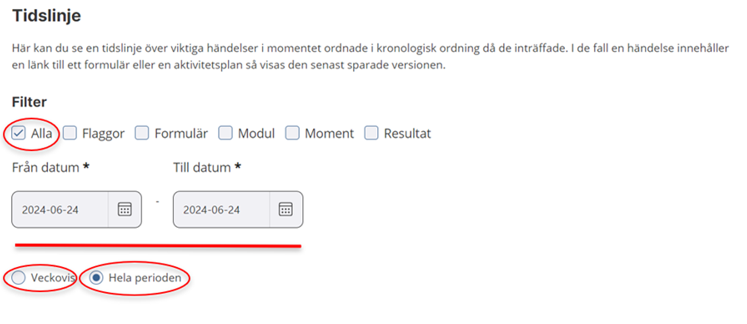 Tidslinje
Här kan du se en tidslinje över viktiga händelser i momentet ordnade i kronologisk ordning då de inträffade. I de fall en händelse innehåller
en länk till ett formulär eller en aktivitetsplan så visas den senast sparade versionen.
Filter
Alla Flaggor Formulär Modul Moment Resultat
Från datum * Till datum *
2024-06-24 - 2024-06-24
Veckovis Hela perioden